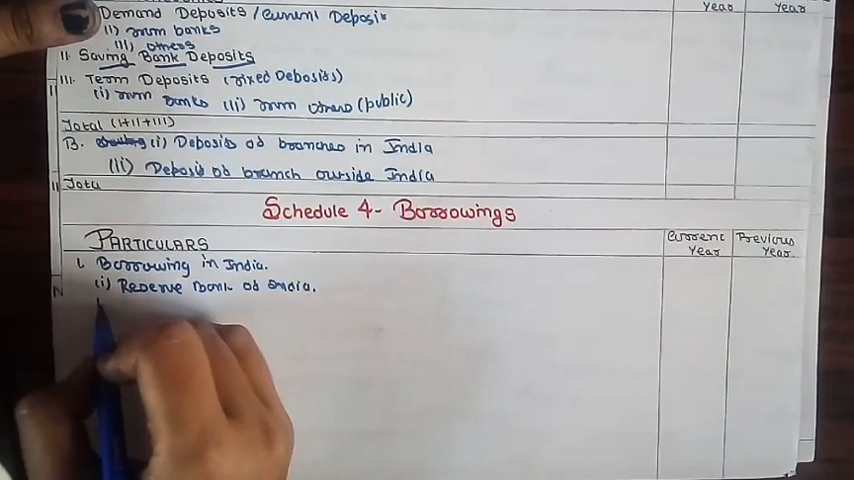 Year Year
Demand Deposits / Current Deposit
(i) from banks
(ii) others
II. Saving Bank Deposits
III. Term Deposits (Fixed Deposits)
(i) from banks (ii) from others (public)
Total (I+II+III)
B. (i) Deposits of branches in India
(ii) Deposit of branch outside India
Total
Schedule 4- Borrowings
PARTICULARS Current Year Previous Year
I. Borrowing in India.
(i) Reserve Bank of India.